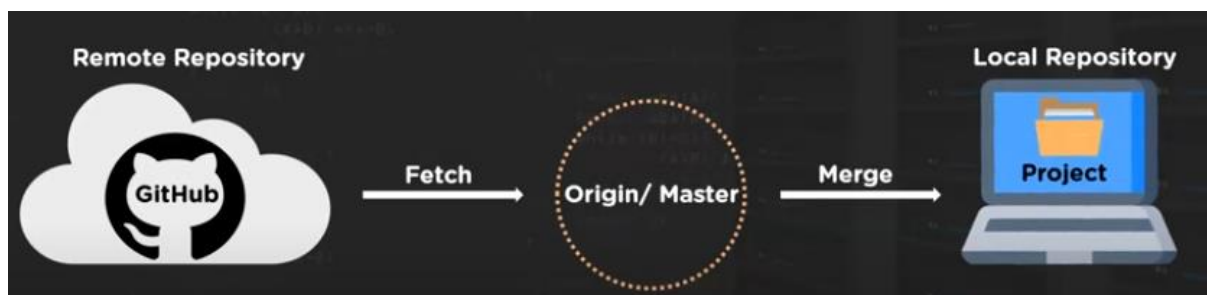 Remote Repository
GitHub
Fetch
Origin/ Master
Merge
Local Repository
Project